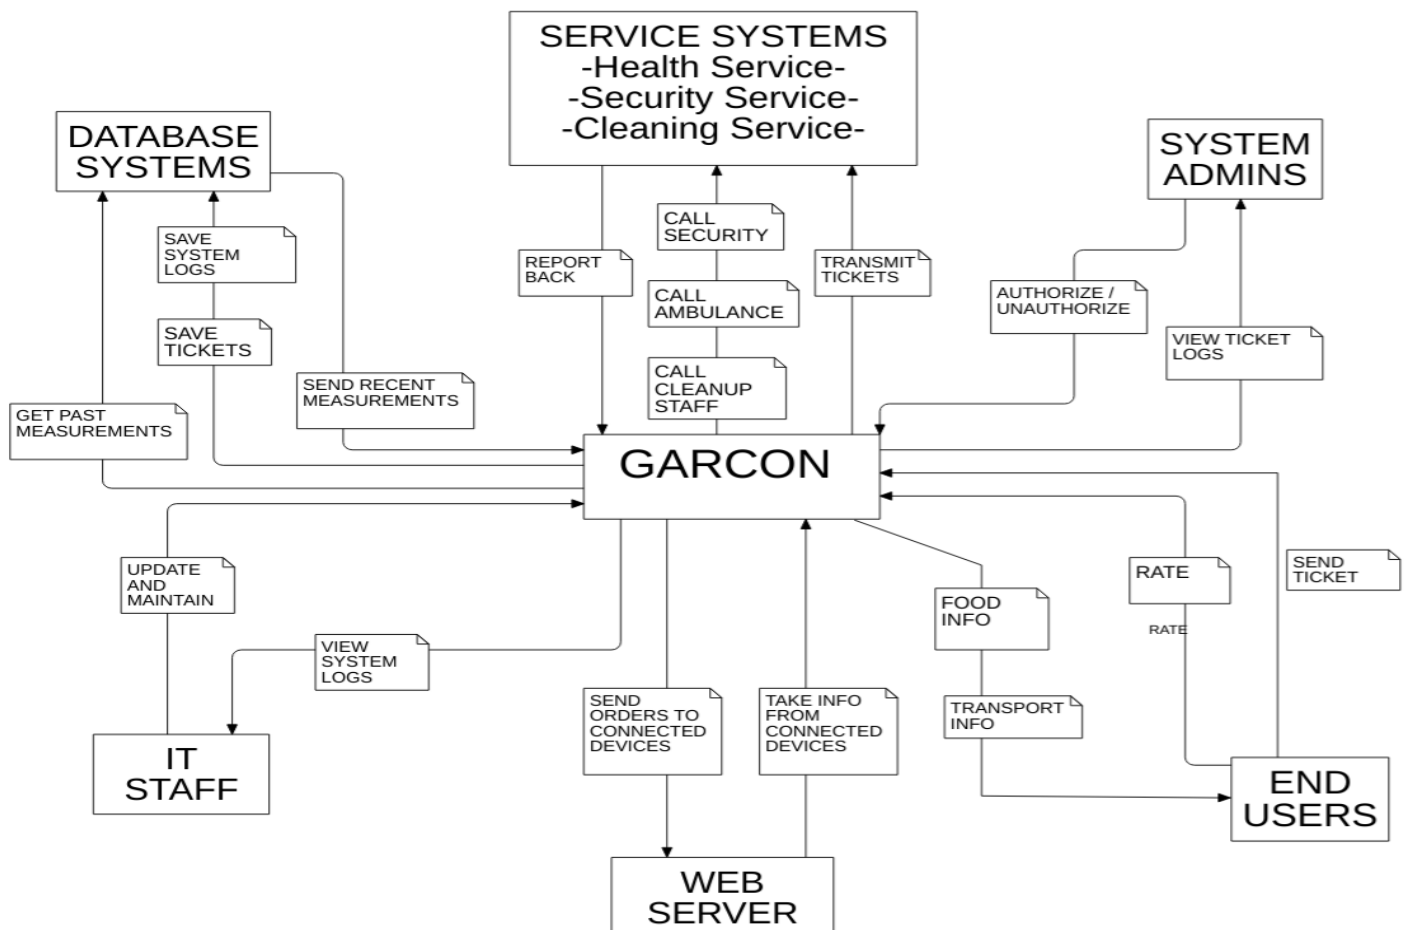 SERVICE SYSTEMS
-Health Service-
-Security Service-
-Cleaning Service-
DATABASE
SYSTEMS
SYSTEM
ADMINS
SAVE
SYSTEM
LOGS
SAVE
TICKETS
GET PAST
MEASUREMENTS
SEND RECENT
MEASUREMENTS
REPORT
BACK
CALL
SECURITY
CALL
AMBULANCE
CALL
CLEANUP
STAFF
TRANSMIT
TICKETS
AUTHORIZE /
UNAUTHORIZE
VIEW TICKET
LOGS
GARCON
UPDATE
AND
MAINTAIN
VIEW
SYSTEM
LOGS
SEND
ORDERS TO
CONNECTED
DEVICES
TAKE INFO
FROM
CONNECTED
DEVICES
FOOD
INFO
TRANSPORT
INFO
RATE
RATE
SEND
TICKET
IT
STAFF
WEB
SERVER
END
USERS